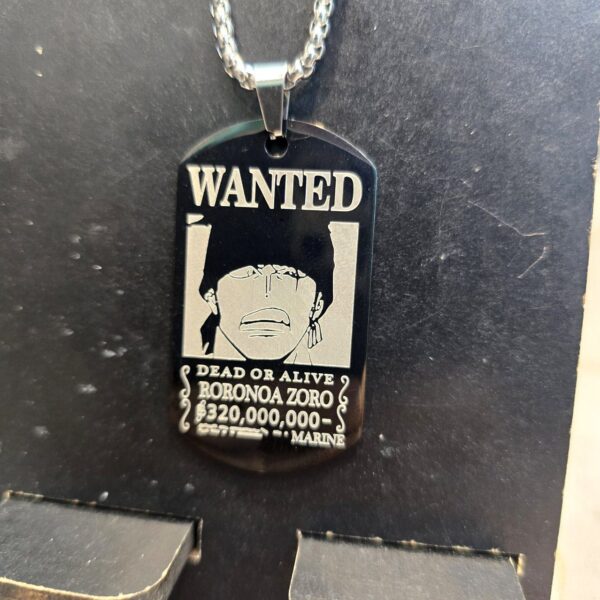 WANTED
DEAD OR ALIVE
RORONOA ZORO
฿320,000,000-
MARINE